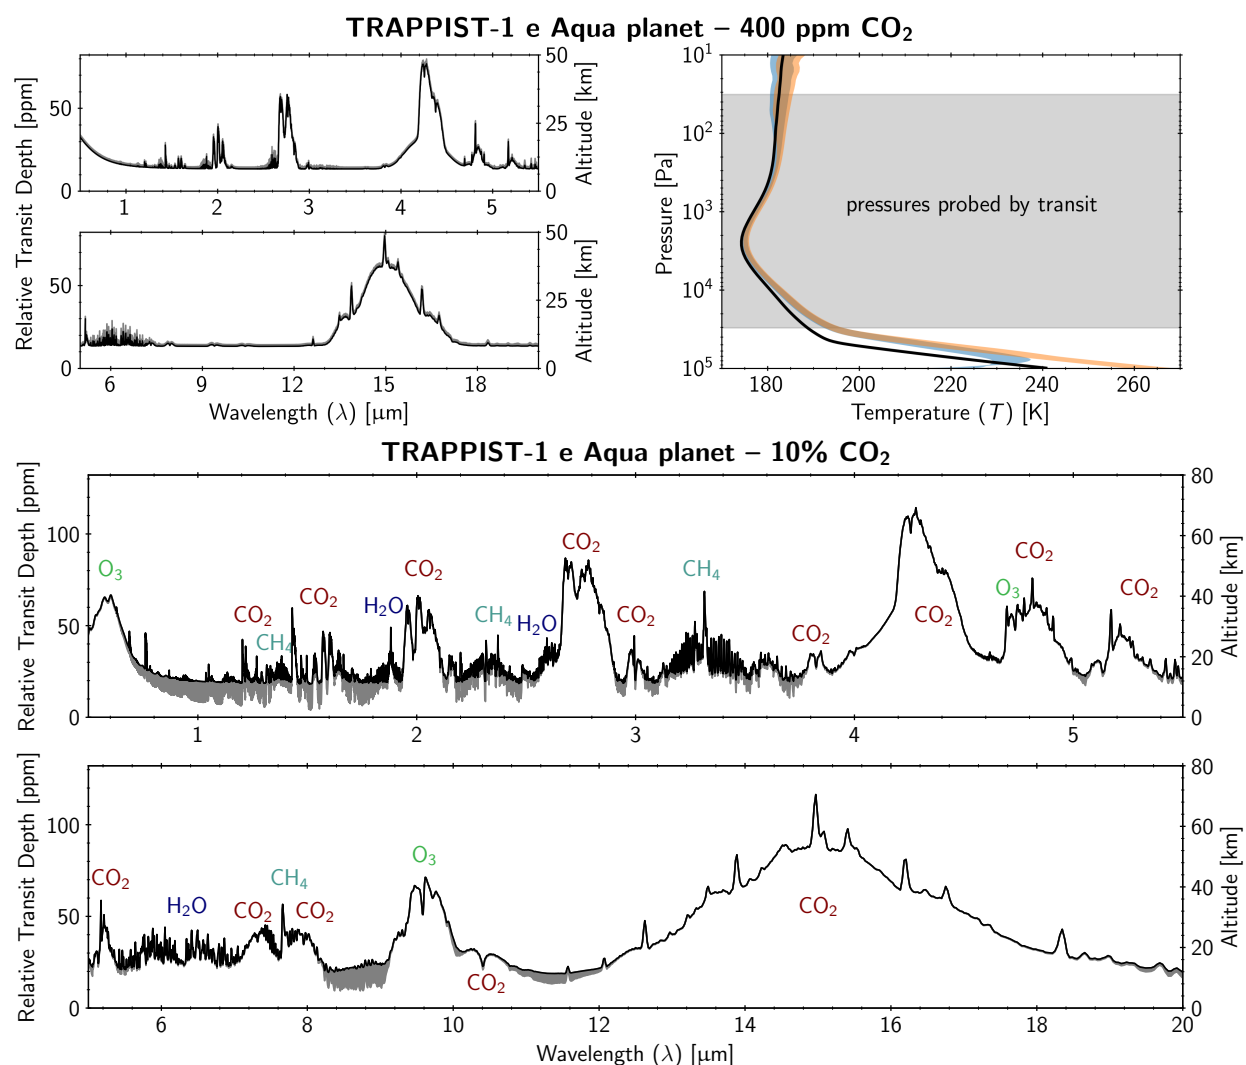 TRAPPIST-1 e Aqua planet – 400 ppm CO₂
Relative Transit Depth [ppm]
50
0
1 2 3 4 5
50
25
0
Altitude [km]
50
0
6 9 12 15 18
50
25
0
Altitude [km]
Wavelength (λ) [μm]
Pressure [Pa]
10¹
10²
10³
10⁴
10⁵
pressures probed by transit
180 200 220 240 260
Temperature (T) [K]
TRAPPIST-1 e Aqua planet – 10% CO₂
Relative Transit Depth [ppm]
100
50
0
O₃
CO₂
CH₄
CO₂
H₂O
CO₂
CH₄
H₂O
CO₂
CO₂
CH₄
CO₂
CO₂
O₃
CO₂
CO₂
80
60
40
20
0
Altitude [km]
1 2 3 4 5
Relative Transit Depth [ppm]
100
50
0
CO₂
H₂O
CO₂
CH₄
CO₂
O₃
CO₂
CO₂
80
60
40
20
0
Altitude [km]
6 8 10 12 14 16 18 20
Wavelength (λ) [μm]